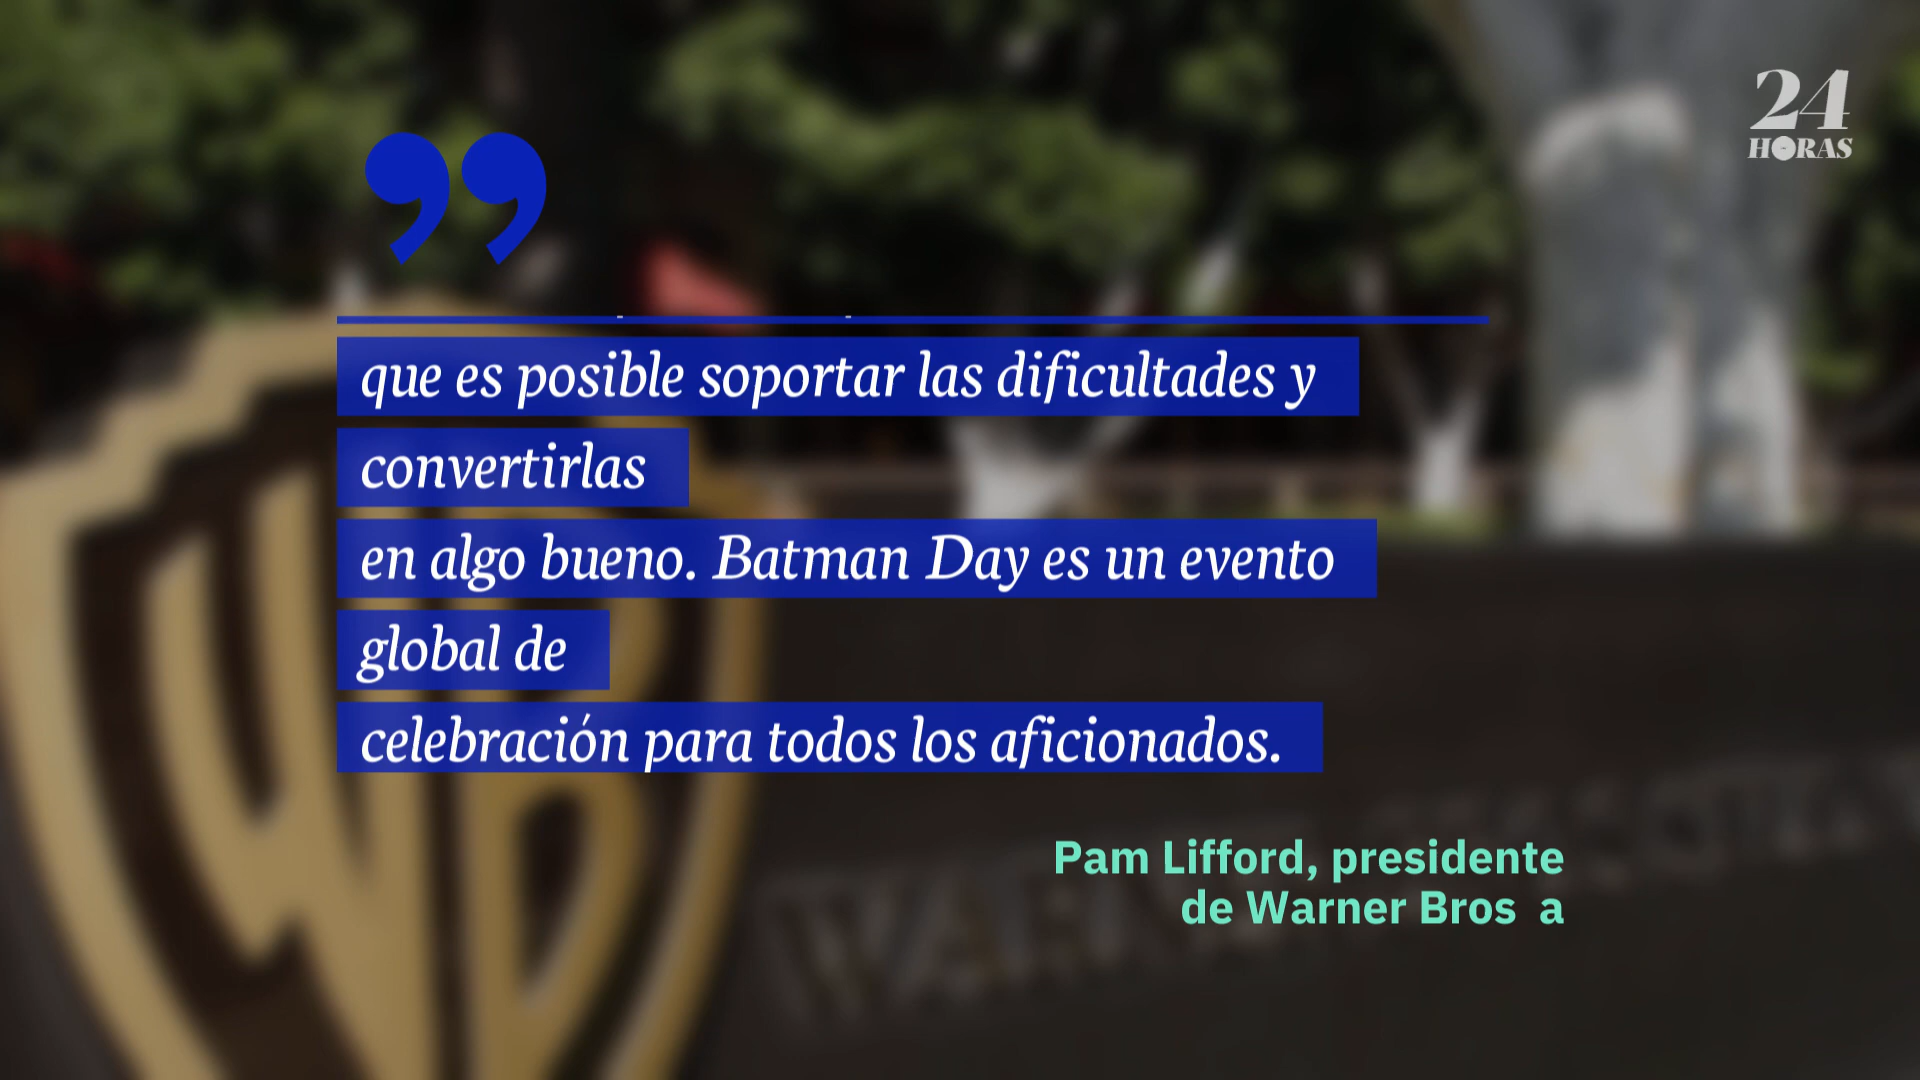 24
HORAS
que es posible soportar las dificultades y
convertirlas
en algo bueno. Batman Day es un evento
global de
celebración para todos los aficionados.
Pam Lifford, presidente
de Warner Bros a
WB